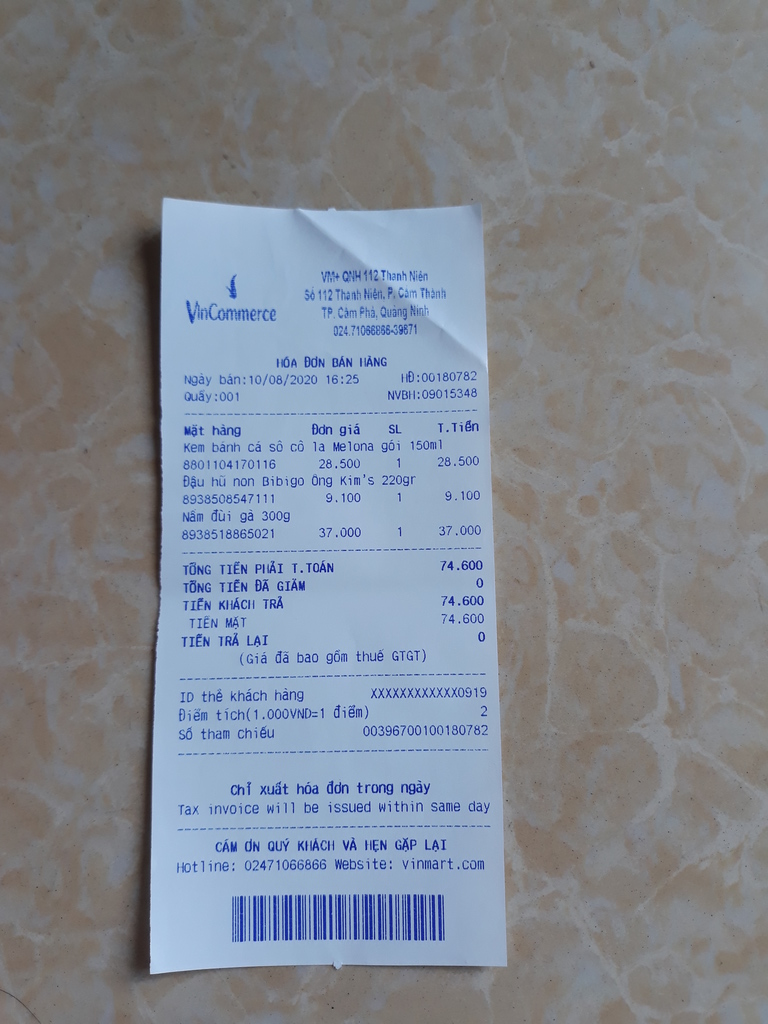 VinCommerce
VM+ QNH 112 Thanh Niên
Số 112 Thanh Niên, P. Cẩm Thành
TP. Cẩm Phả, Quảng Ninh
024.71066866-39671
HÓA ĐƠN BÁN HÀNG
Ngày bán:10/08/2020 16:25 HĐ:00180782
Quầy:001 NVBH:09015348
Mặt hàng Đơn giá SL T.Tiền
Kem bánh cá sô cô la Melona gói 150ml
8801104170116 28.500 1 28.500
Đậu hũ non Bibigo Ông Kim's 220gr
8938508547111 9.100 1 9.100
Nấm đùi gà 300g
8938518865021 37.000 1 37.000
TỔNG TIỀN PHẢI T.TOÁN 74.600
TỔNG TIỀN ĐÃ GIẢM 0
TIỀN KHÁCH TRẢ 74.600
TIỀN MẶT 74.600
TIỀN TRẢ LẠI 0
(Giá đã bao gồm thuế GTGT)
ID thẻ khách hàng XXXXXXXXXXXX0919
Điểm tích(1.000VND=1 điểm) 2
Số tham chiếu 00396700100180782
Chỉ xuất hóa đơn trong ngày
Tax invoice will be issued within same day
CẢM ƠN QUÝ KHÁCH VÀ HẸN GẶP LẠI
Hotline: 02471066866 Website: vinmart.com